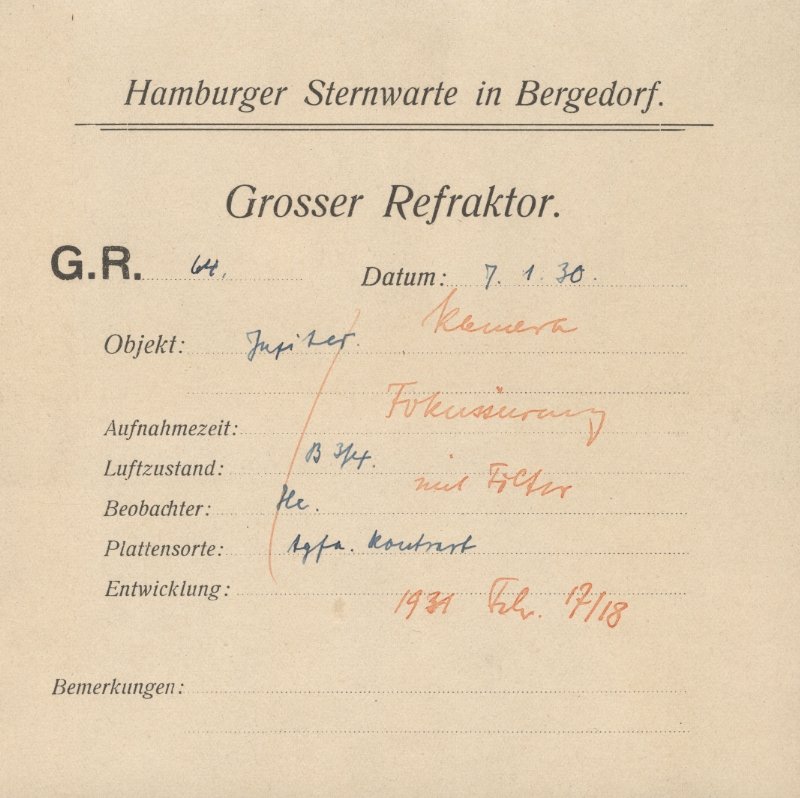 Hamburger Sternwarte in Bergedorf.
Grosser Refraktor.
G.R. 64. Datum: 7. 1. 30.
Objekt: Jupiter. Kamera
Fokussierung
Aufnahmezeit:
Luftzustand: B 3/4.
mit Filter
Beobachter: He.
Plattensorte: Agfa. Kontrast
Entwicklung:
1931 Febr. 17/18
Bemerkungen: